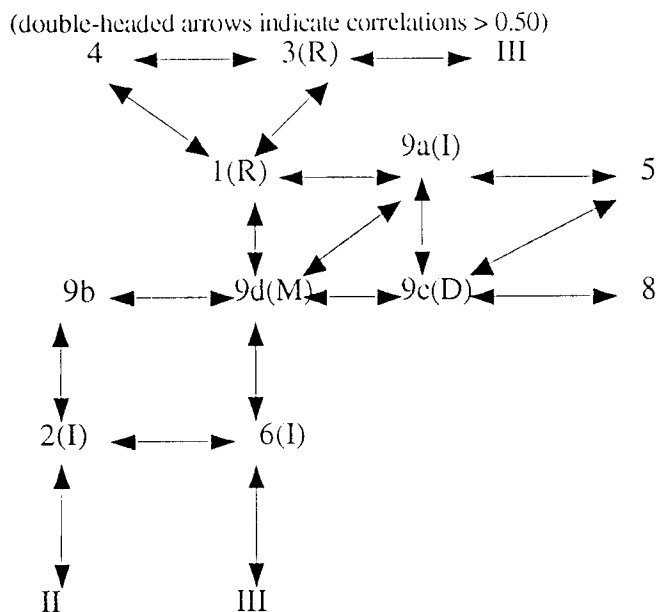 (double-headed arrows indicate correlations > 0.50)
4 3(R) III
9a(I)
1(R) 5
9b 9d(M) 9c(D) 8
2(I) 6(I)
II III